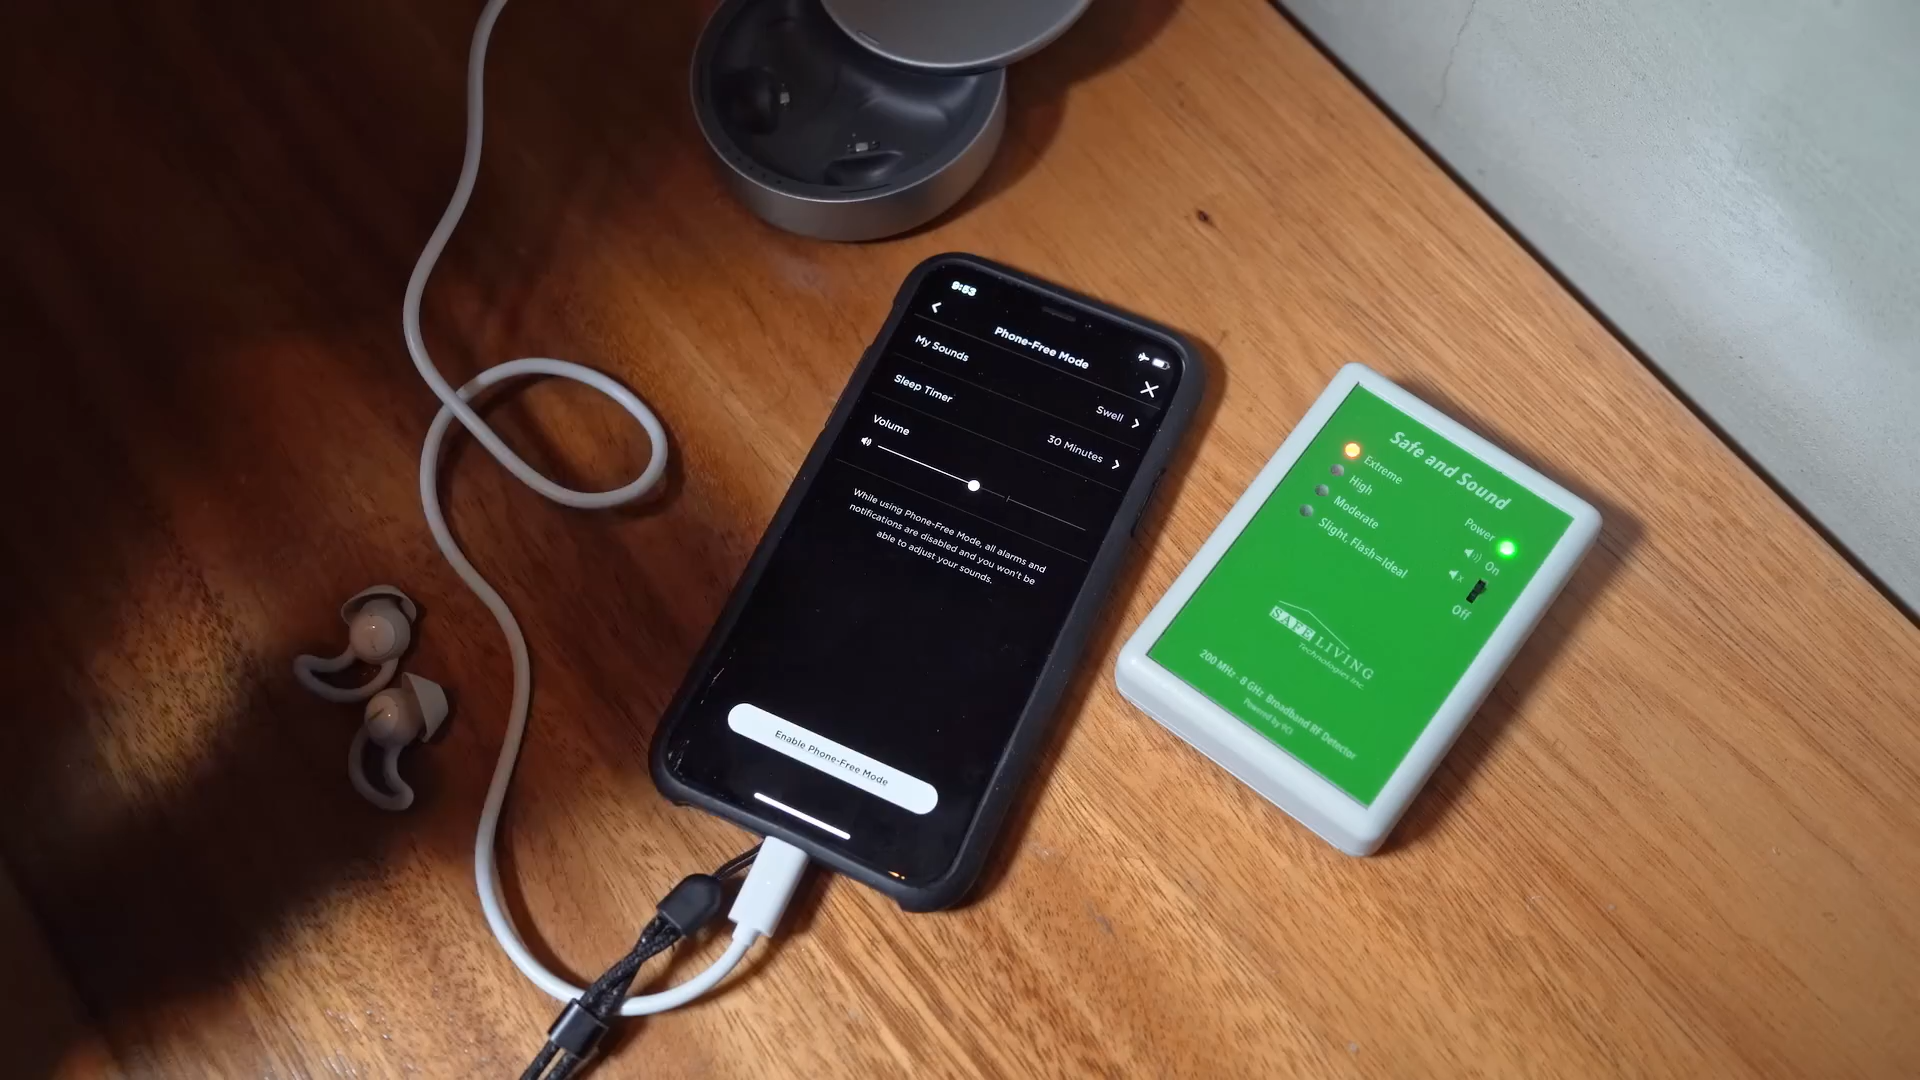 9:53
Phone-Free Mode
My Sounds
Swell
Sleep Timer
30 Minutes
Volume
While using Phone-Free Mode, all alarms and
notifications are disabled and you won't be
able to adjust your sounds.
Enable Phone-Free Mode
Safe and Sound
Extreme
High
Moderate
Slight, Flash=Ideal
Power
On
Off
SAFE LIVING
Technologies Inc.
200 MHz - 8 GHz Broadband RF Detector